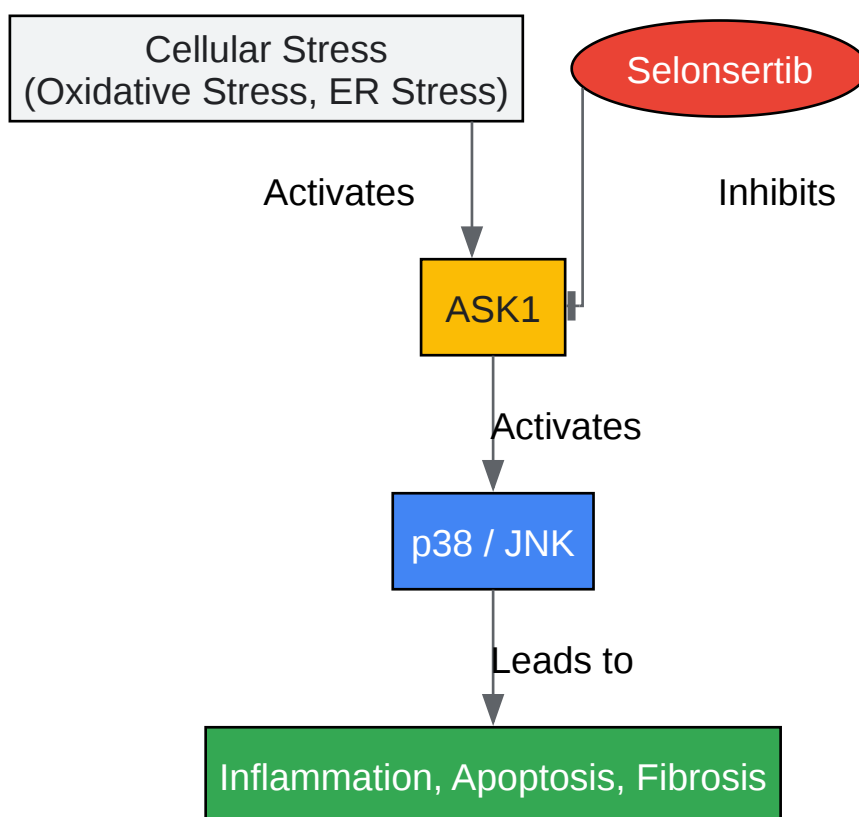 Cellular Stress
(Oxidative Stress, ER Stress)
Selonsertib
Activates
Inhibits
ASK1
Activates
p38 / JNK
Leads to
Inflammation, Apoptosis, Fibrosis